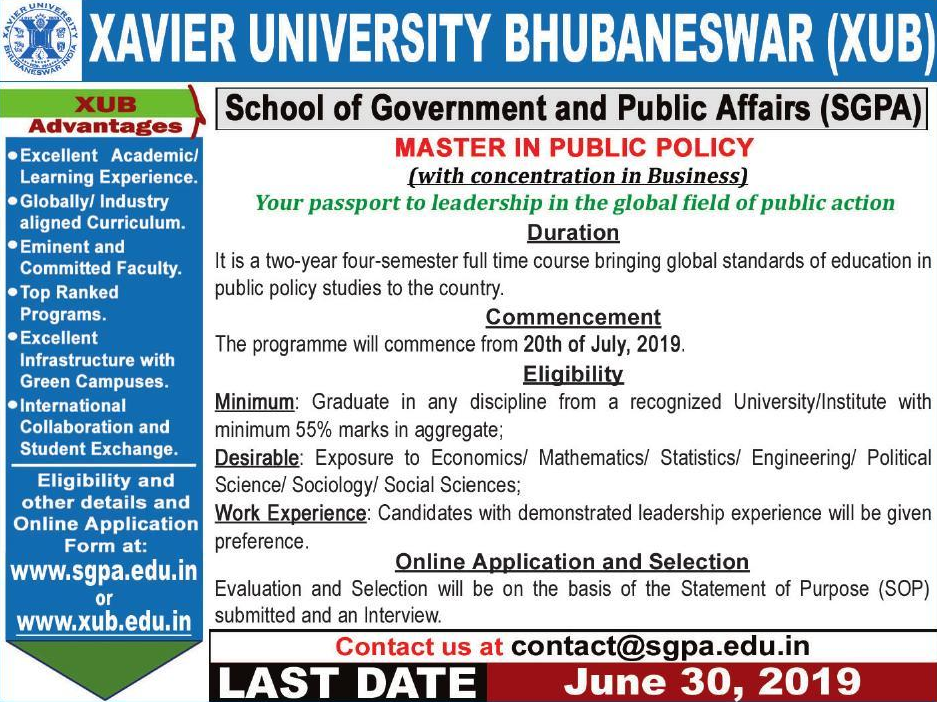 XAVIER UNIVERSITY BHUBANESWAR (XUB)
XUB
Advantages
•Excellent Academic/
Learning Experience.
•Globally/ Industry
aligned Curriculum.
•Eminent and
Committed Faculty.
•Top Ranked
Programs.
•Excellent
Infrastructure with
Green Campuses.
•International
Collaboration and
Student Exchange.
Eligibility and
other details and
Online Application
Form at:
www.sgpa.edu.in
or
www.xub.edu.in
School of Government and Public Affairs (SGPA)
MASTER IN PUBLIC POLICY
(with concentration in Business)
Your passport to leadership in the global field of public action
Duration
It is a two-year four-semester full time course bringing global standards of education in
public policy studies to the country.
Commencement
The programme will commence from 20th of July, 2019.
Eligibility
Minimum: Graduate in any discipline from a recognized University/Institute with
minimum 55% marks in aggregate;
Desirable: Exposure to Economics/ Mathematics/ Statistics/ Engineering/ Political
Science/ Sociology/ Social Sciences;
Work Experience: Candidates with demonstrated leadership experience will be given
preference.
Online Application and Selection
Evaluation and Selection will be on the basis of the Statement of Purpose (SOP)
submitted and an Interview.
Contact us at contact@sgpa.edu.in
LAST DATE June 30, 2019